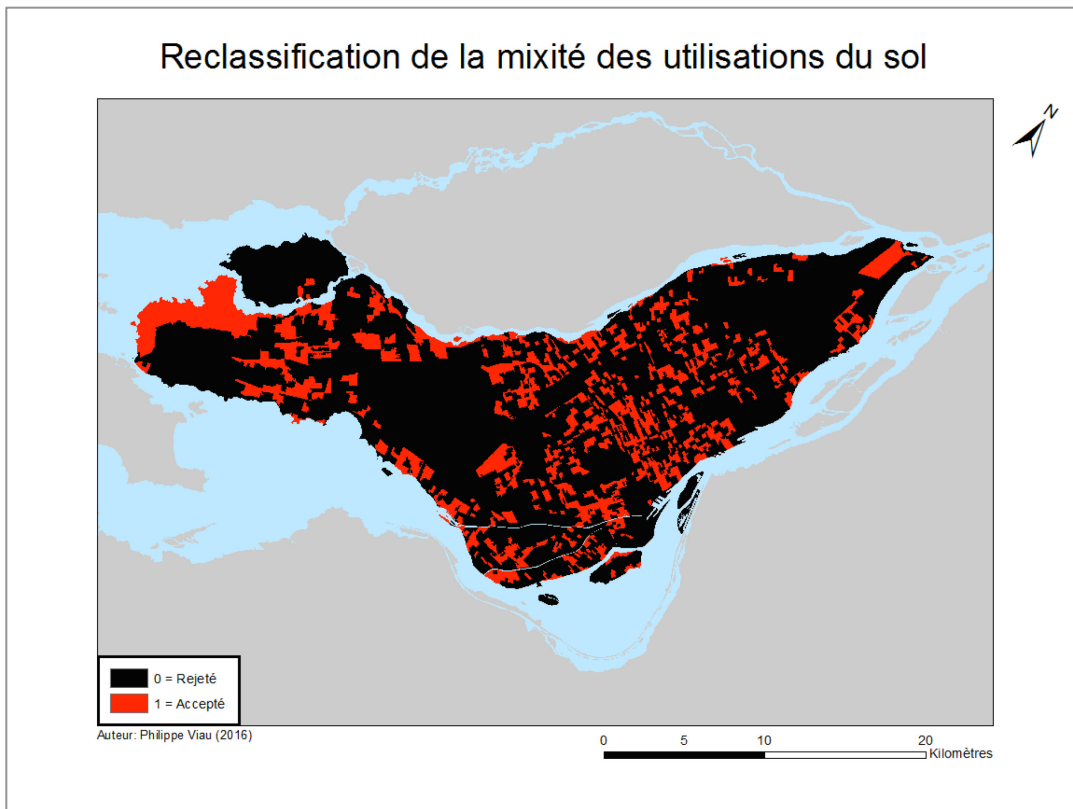 Reclassification de la mixité des utilisations du sol
N
0 = Rejeté
1 = Accepté
Auteur: Philippe Viau (2016)
0 5 10 20
Kilomètres